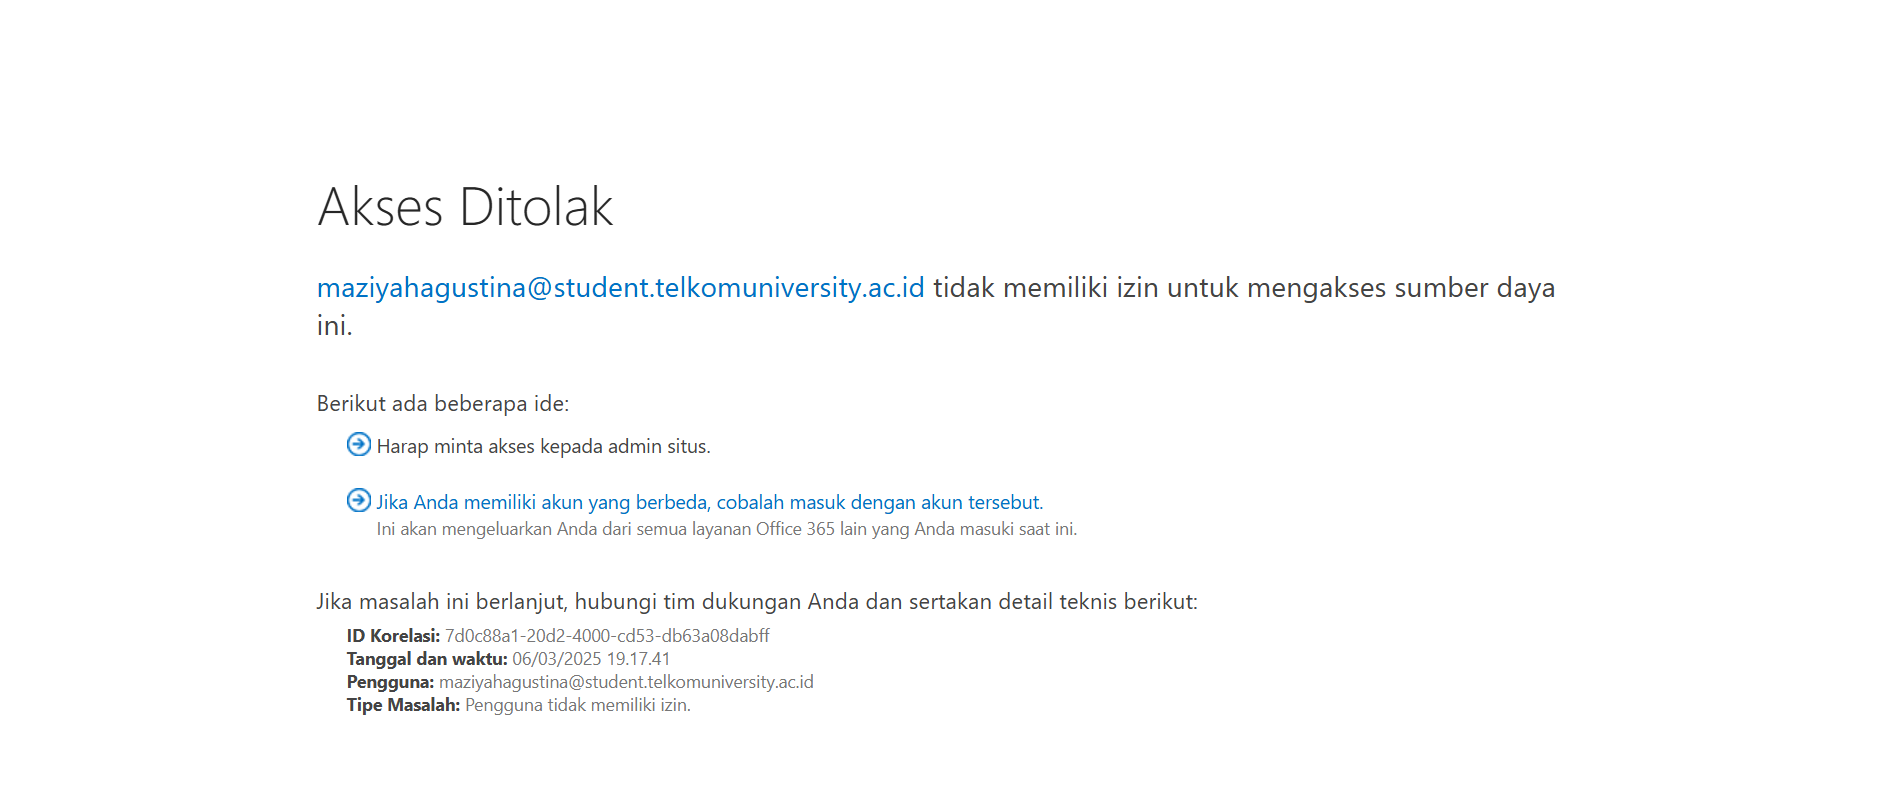 Akses Ditolak
maziyahagustina@student.telkomuniversity.ac.id tidak memiliki izin untuk mengakses sumber daya
ini.
Berikut ada beberapa ide:
Harap minta akses kepada admin situs.
Jika Anda memiliki akun yang berbeda, cobalah masuk dengan akun tersebut.
Ini akan mengeluarkan Anda dari semua layanan Office 365 lain yang Anda masuki saat ini.
Jika masalah ini berlanjut, hubungi tim dukungan Anda dan sertakan detail teknis berikut:
ID Korelasi: 7d0c88a1-20d2-4000-cd53-db63a08dabff
Tanggal dan waktu: 06/03/2025 19.17.41
Pengguna: maziyahagustina@student.telkomuniversity.ac.id
Tipe Masalah: Pengguna tidak memiliki izin.